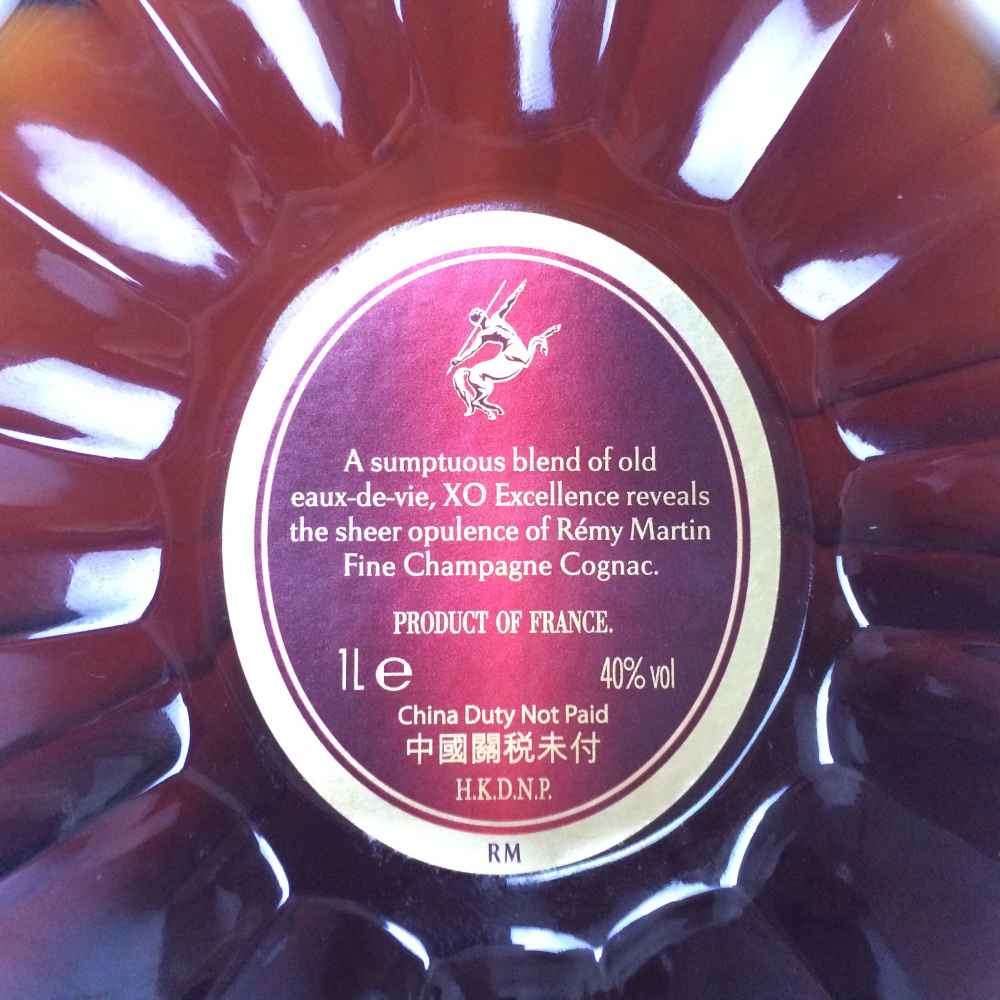 A sumptuous blend of old
eaux-de-vie, XO Excellence reveals
the sheer opulence of Rémy Martin
Fine Champagne Cognac.
PRODUCT OF FRANCE.
1L e 40% vol
China Duty Not Paid
中國關税未付
H.K.D.N.P.
RM